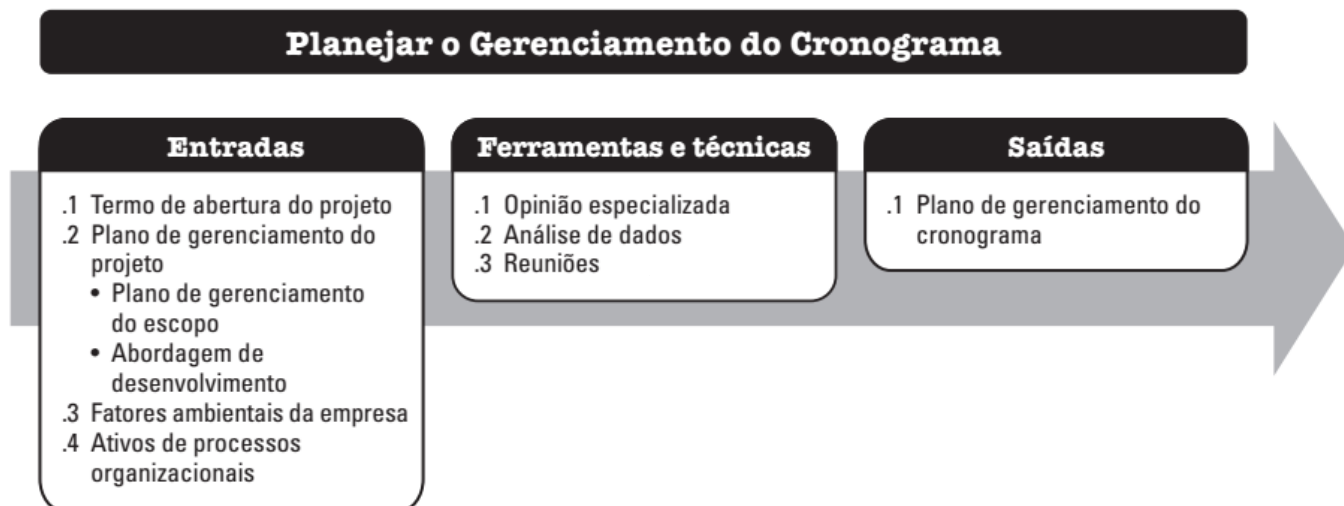 Planejar o Gerenciamento do Cronograma
Entradas
.1 Termo de abertura do projeto
.2 Plano de gerenciamento do
projeto
• Plano de gerenciamento
do escopo
• Abordagem de
desenvolvimento
.3 Fatores ambientais da empresa
.4 Ativos de processos
organizacionais
Ferramentas e técnicas
.1 Opinião especializada
.2 Análise de dados
.3 Reuniões
Saídas
.1 Plano de gerenciamento do
cronograma